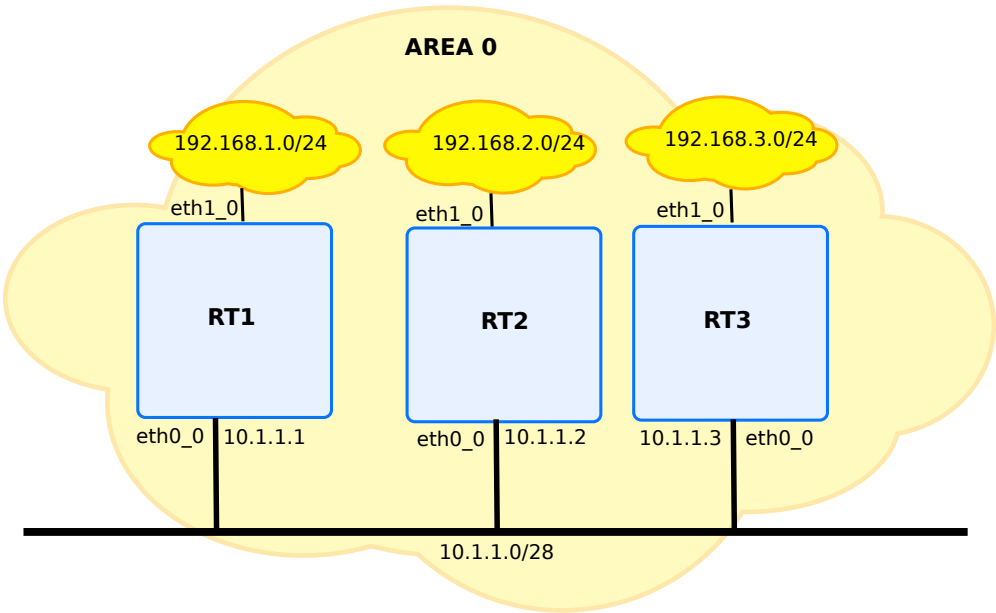 AREA 0
192.168.1.0/24
192.168.2.0/24
192.168.3.0/24
eth1_0
eth1_0
eth1_0
RT1
RT2
RT3
eth0_0 10.1.1.1
eth0_0 10.1.1.2
10.1.1.3 eth0_0
10.1.1.0/28